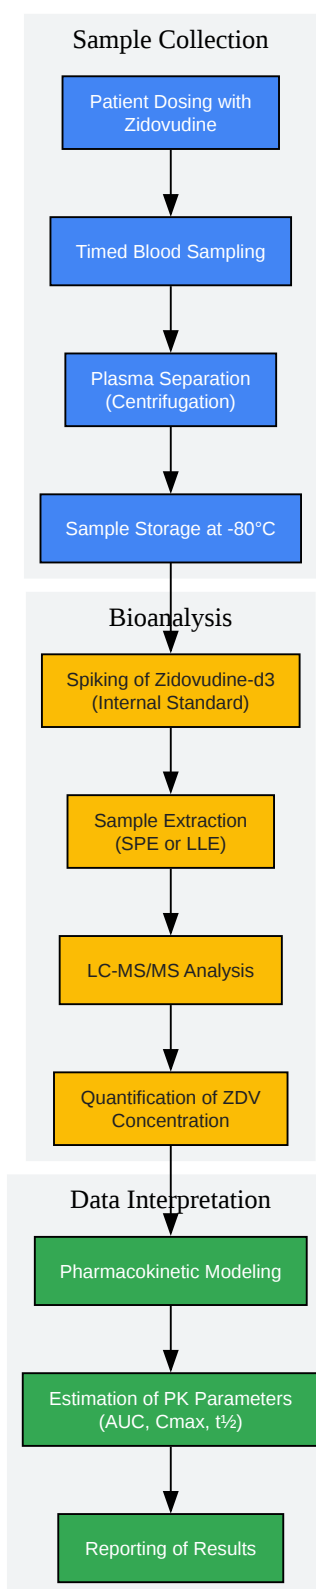 Sample Collection
Patient Dosing with
Zidovudine
Timed Blood Sampling
Plasma Separation
(Centrifugation)
Sample Storage at -80°C
Bioanalysis
Spiking of Zidovudine-d3
(Internal Standard)
Sample Extraction
(SPE or LLE)
LC-MS/MS Analysis
Quantification of ZDV
Concentration
Data Interpretation
Pharmacokinetic Modeling
Estimation of PK Parameters
(AUC, Cmax, t½)
Reporting of Results